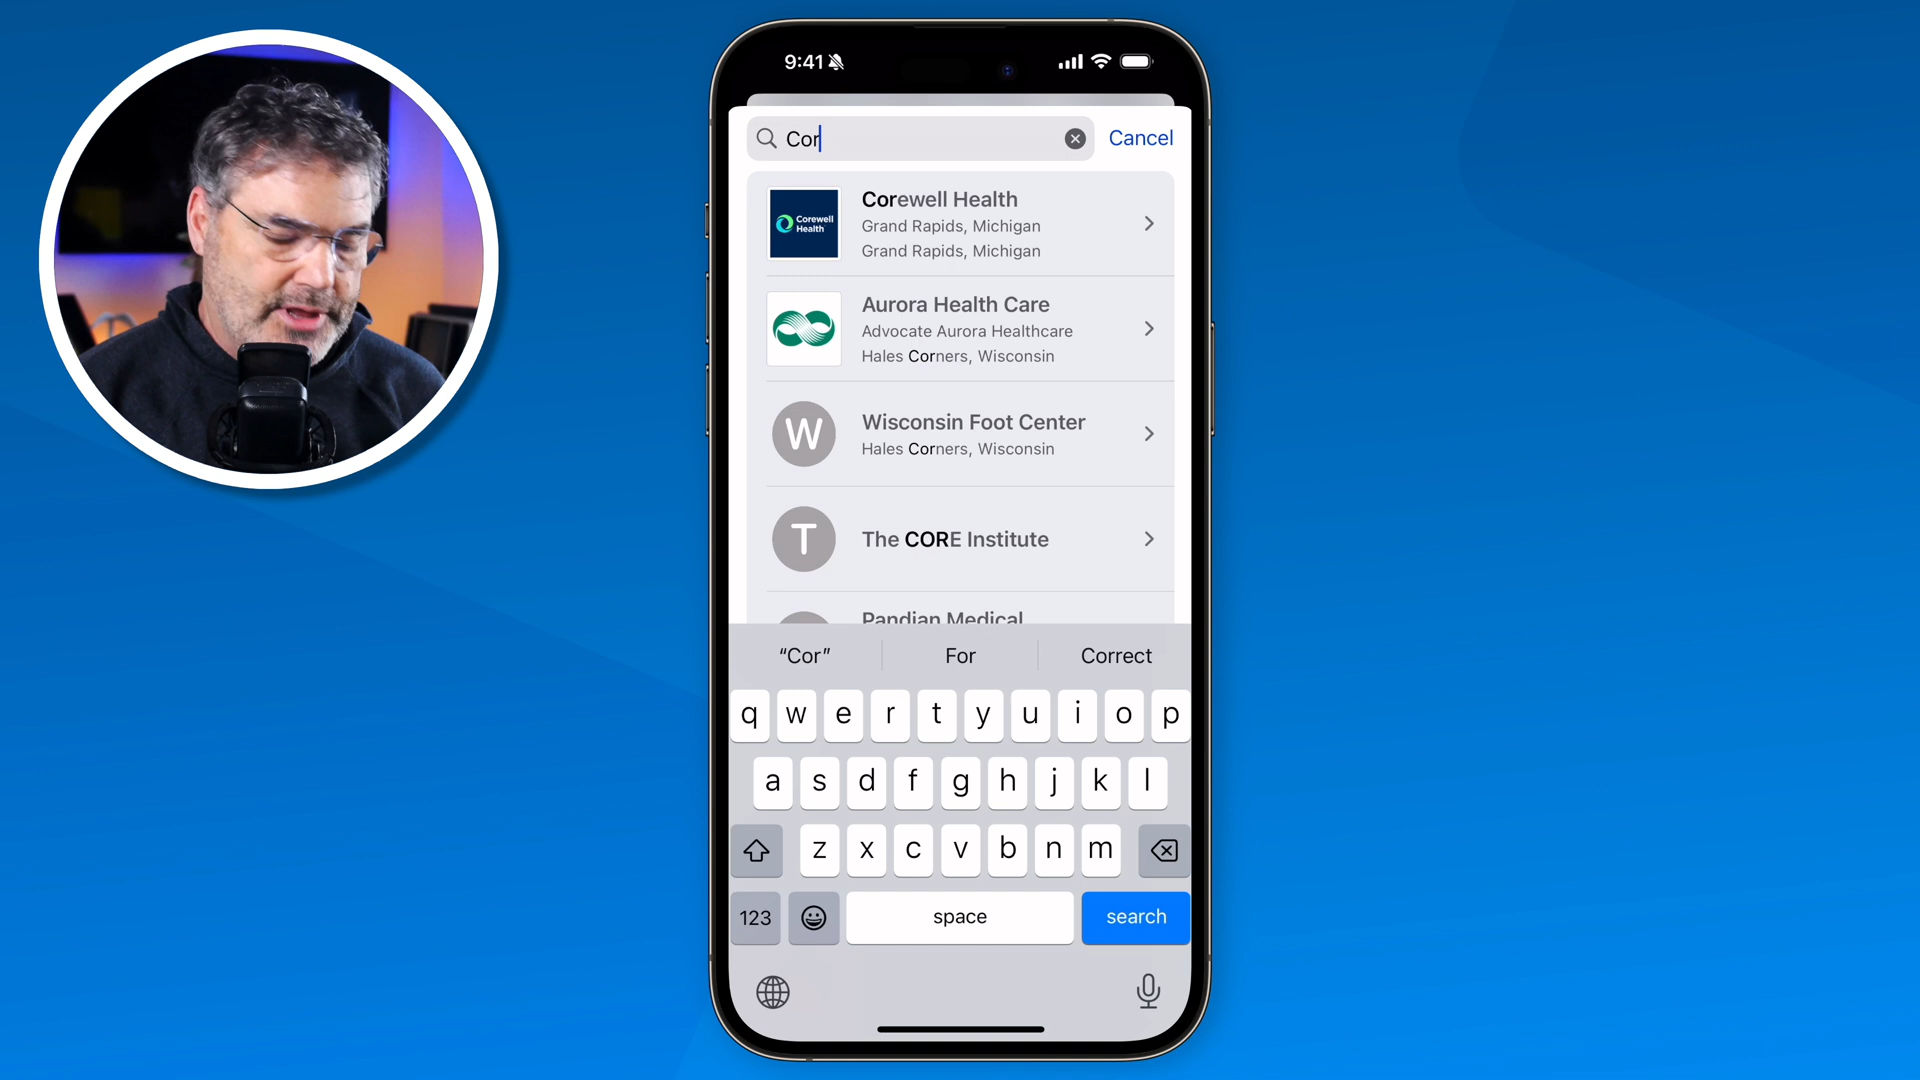 9:41
Cor
Cancel
Corewell Health
Corewell Health
Grand Rapids, Michigan
Grand Rapids, Michigan
Aurora Health Care
Advocate Aurora Healthcare
Hales Corners, Wisconsin
W
Wisconsin Foot Center
Hales Corners, Wisconsin
T
The CORE Institute
Pandian Medical
“Cor”
For
Correct
q w e r t y u i o p
a s d f g h j k l
z x c v b n m
123
space
search